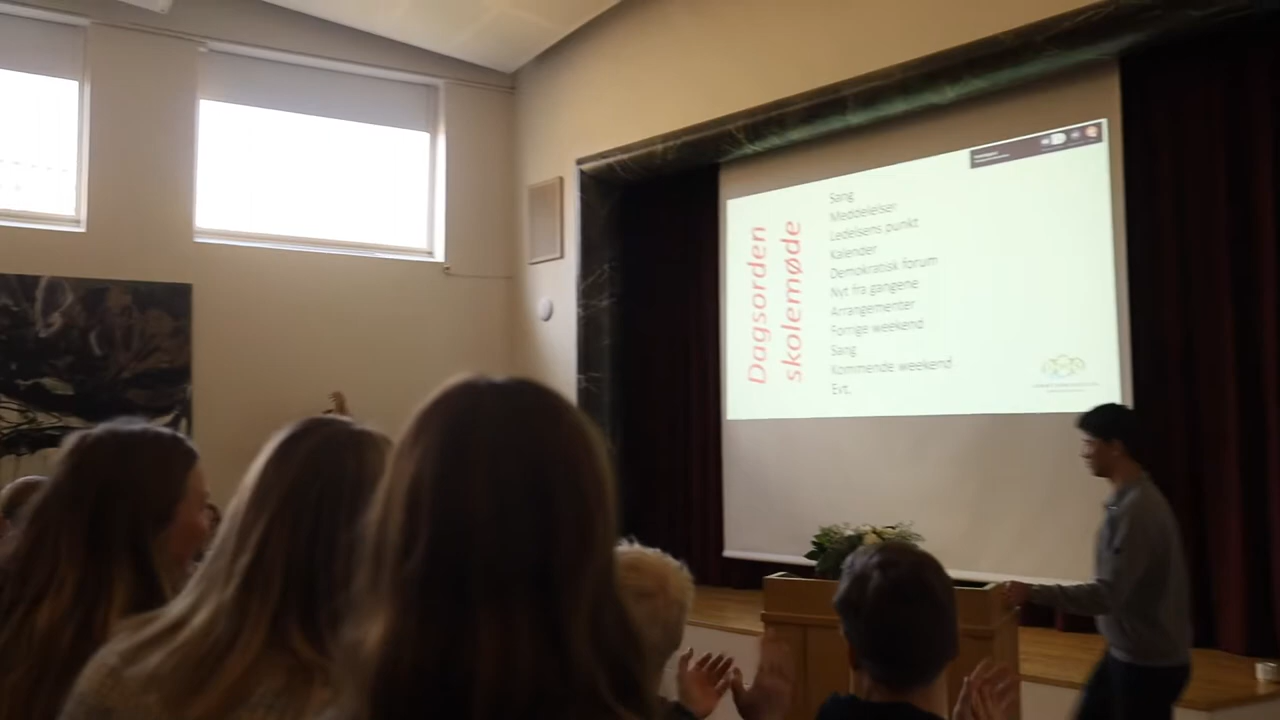 Dagsorden
skolemøde
Sang
Meddelelser
Ledelsens punkt
Kalender
Demokratisk forum
Nyt fra gangene
Arrangementer
Forrige weekend
Sang
Kommende weekend
Evt.